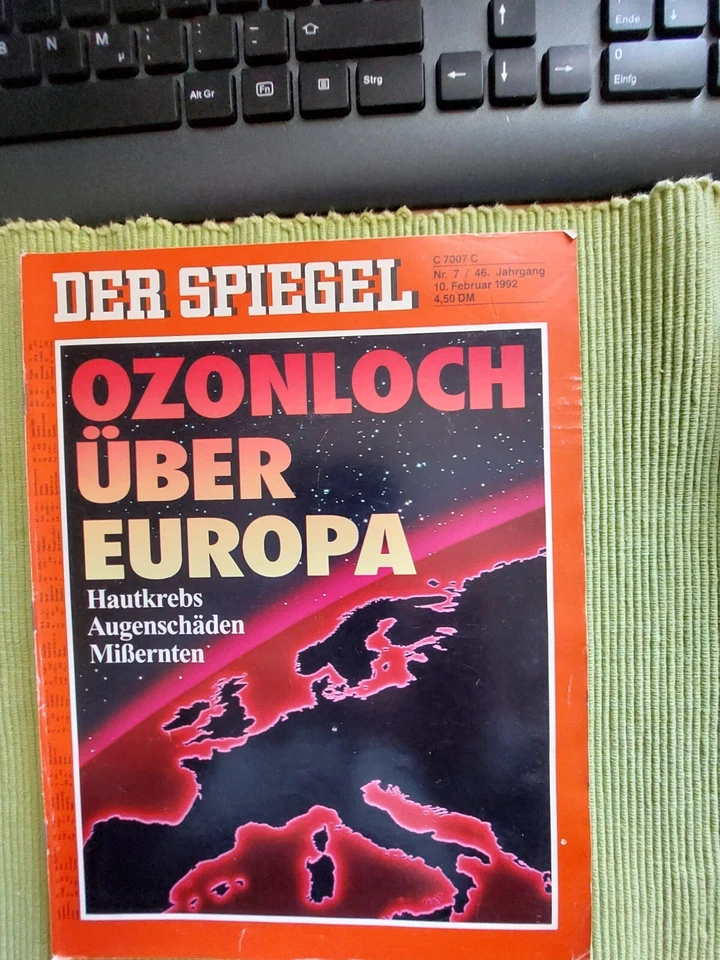 Ende
B N M µ ; , : . _ -
0
Einfg
Alt Gr
Fn
Strg
DER SPIEGEL
C 7007 C
Nr. 7 / 46. Jahrgang
10. Februar 1992
4,50 DM
OZONLOCH
ÜBER
EUROPA
Hautkrebs
Augenschäden
Mißernten